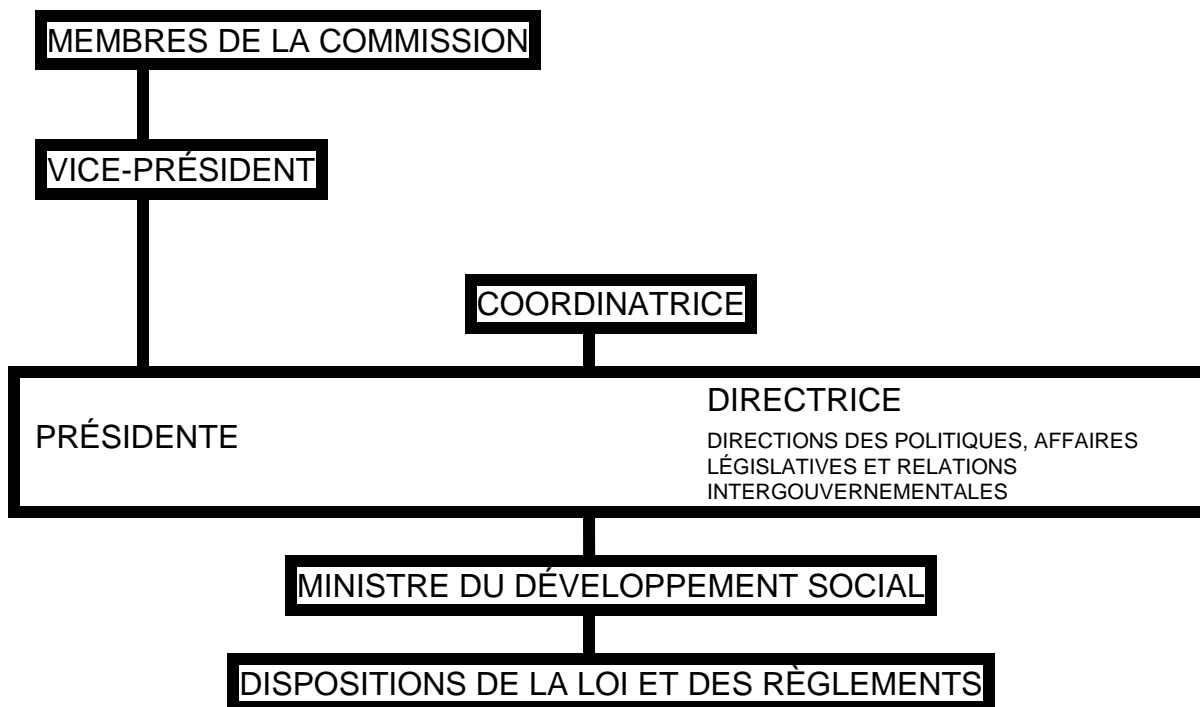 MEMBRES DE LA COMMISSION
VICE-PRÉSIDENT
COORDINATRICE
PRÉSIDENTE
DIRECTRICE
DIRECTIONS DES POLITIQUES, AFFAIRES
LÉGISLATIVES ET RELATIONS
INTERGOUVERNEMENTALES
MINISTRE DU DÉVELOPPEMENT SOCIAL
DISPOSITIONS DE LA LOI ET DES RÈGLEMENTS